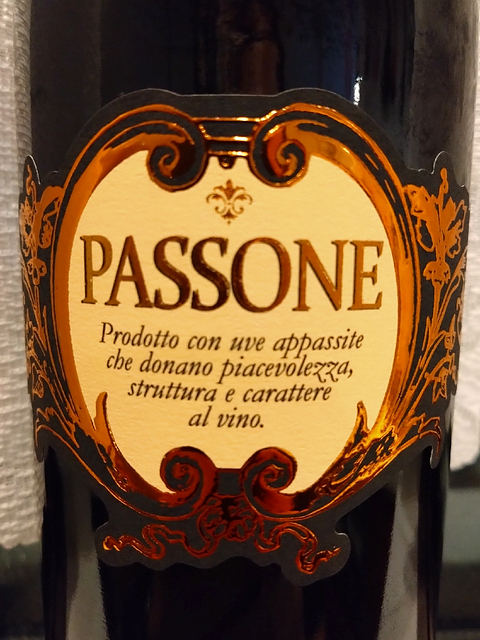 PASSONE
Prodotto con uve appassite
che donano piacevolezza,
struttura e carattere
al vino.